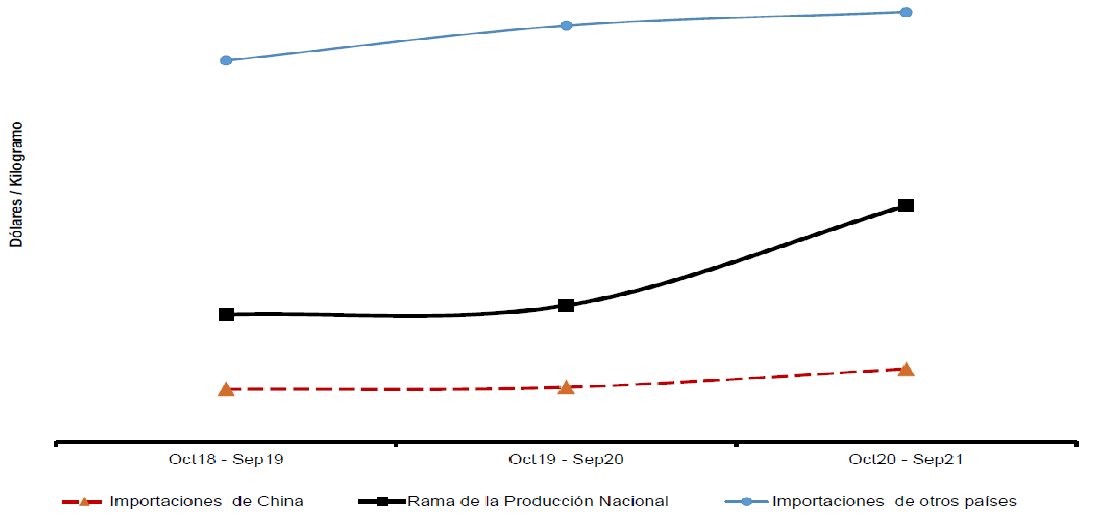 Dólares / Kilogramo
Oct18 - Sep19 Oct19 - Sep20 Oct20 - Sep21
Importaciones de China Rama de la Producción Nacional Importaciones de otros países